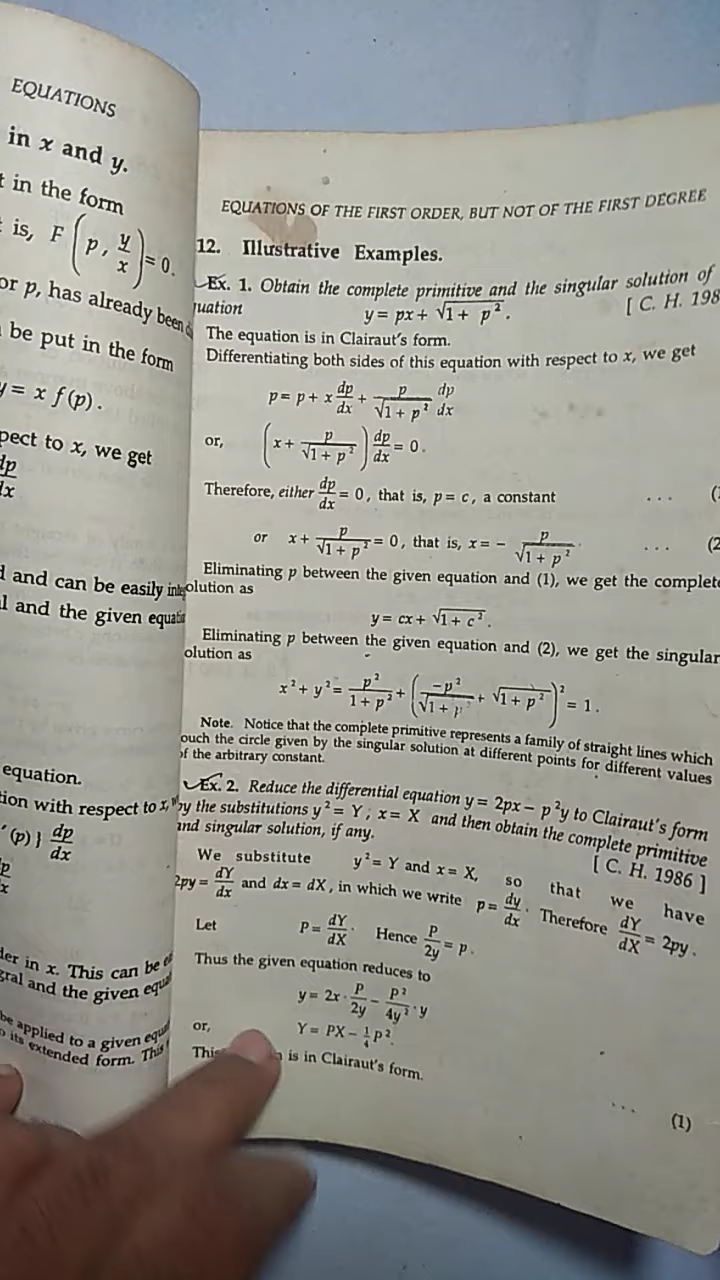 EQUATIONS
in x and y.
in the form
is, F (p, y/x) = 0.
or p, has already been
be put in the form
y = x f(p).
pect to x, we get
dp
dx
d and can be easily
l and the given
equation.
tion with respect to x,
'(p) } dp/dx
der in x. This can be
gral and the given
be applied to a given
its extended form. This
EQUATIONS OF THE FIRST ORDER, BUT NOT OF THE FIRST DEGREE
12. Illustrative Examples.
Ex. 1. Obtain the complete primitive and the singular solution of
quation y = px + √1 + p². [ C. H. 198
The equation is in Clairaut's form.
Differentiating both sides of this equation with respect to x, we get
p = p + x dp/dx + p/√1 + p² dp/dx
or, (x + p/√1 + p²) dp/dx = 0.
Therefore, either dp/dx = 0, that is, p = c, a constant ... (1
or x + p/√1 + p² = 0, that is, x = − p/√1 + p² . ... (2
Eliminating p between the given equation and (1), we get the complete
olution as
y = cx + √1 + c².
Eliminating p between the given equation and (2), we get the singular
olution as
x² + y² = p²/1 + p² + (−p²/√1 + p² + √1 + p²)² = 1.
Note. Notice that the complete primitive represents a family of straight lines which
ouch the circle given by the singular solution at different points for different values
of the arbitrary constant.
Ex. 2. Reduce the differential equation y = 2px − p²y to Clairaut's form
by the substitutions y² = Y, x = X and then obtain the complete primitive
and singular solution, if any. [ C. H. 1986 ]
We substitute y² = Y and x = X, so that we have
2py = dY/dx and dx = dX, in which we write p = dy/dx. Therefore dY/dX = 2py.
Let P = dY/dX. Hence P/2y = p.
Thus the given equation reduces to
y = 2x · P/2y − P²/4y² · y
or, Y = PX − ¼P². ... (1)
This is in Clairaut's form.